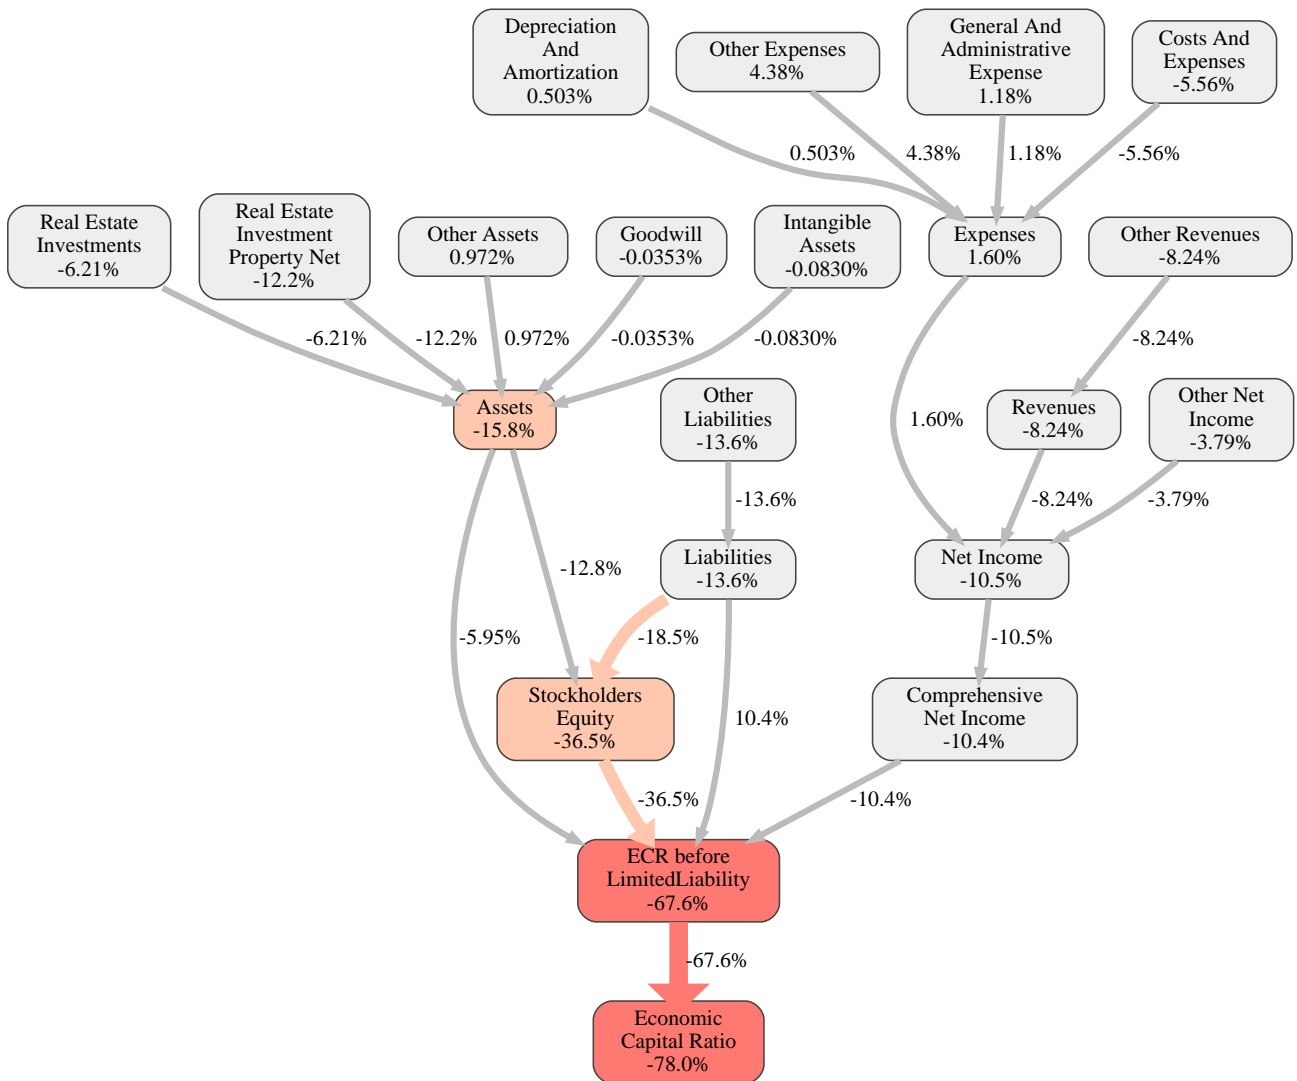 Depreciation
And
Amortization
0.503%
Other Expenses
4.38%
General And
Administrative
Expense
1.18%
Costs And
Expenses
-5.56%
0.503%
4.38%
1.18%
-5.56%
Real Estate
Investments
-6.21%
Real Estate
Investment
Property Net
-12.2%
Other Assets
0.972%
Goodwill
-0.0353%
Intangible
Assets
-0.0830%
Expenses
1.60%
Other Revenues
-8.24%
-6.21%
-12.2%
0.972%
-0.0353%
-0.0830%
-8.24%
Assets
-15.8%
Other
Liabilities
-13.6%
1.60%
Revenues
-8.24%
Other Net
Income
-3.79%
-13.6%
-8.24%
-3.79%
-12.8%
Liabilities
-13.6%
Net Income
-10.5%
-5.95%
-18.5%
-10.5%
Stockholders
Equity
-36.5%
10.4%
Comprehensive
Net Income
-10.4%
-36.5%
-10.4%
ECR before
LimitedLiability
-67.6%
-67.6%
Economic
Capital Ratio
-78.0%